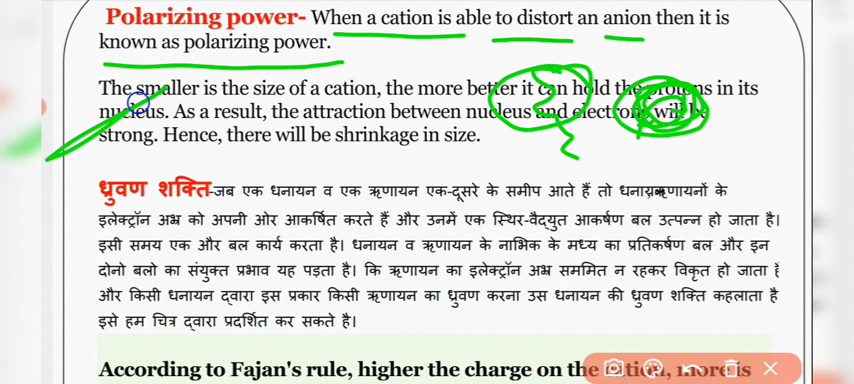 Polarizing power- When a cation is able to distort an anion then it is
known as polarizing power.
The smaller is the size of a cation, the more better it can hold the protons in its
nucleus. As a result, the attraction between nucleus and electrons will be
strong. Hence, there will be shrinkage in size.
ध्रुवण शक्ति-जब एक धनायन व एक ऋणायन एक-दूसरे के समीप आते हैं तो के
इलेक्ट्रॉन अभ्र को अपनी ओर आकर्षित करते हैं और उनमें एक स्थिर-वैद्युत आकर्षण बल उत्पन्न हो जाता है।
इसी समय एक और बल कार्य करता है। धनायन व ऋणायन के नाभिक के मध्य का प्रतिकर्षण बल और इन
दोनो बलो का संयुक्त प्रभाव यह पड़ता है। कि ऋणायन का इलेक्ट्रॉन अभ्र सममित न रहकर विकृत हो जाता है
और किसी धनायन द्वारा इस प्रकार किसी ऋणायन का ध्रुवण करना उस धनायन की ध्रुवण शक्ति कहलाता है
इसे हम चित्र द्वारा प्रदर्शित कर सकते है।
According to Fajan's rule, higher the charge on the cation, more is